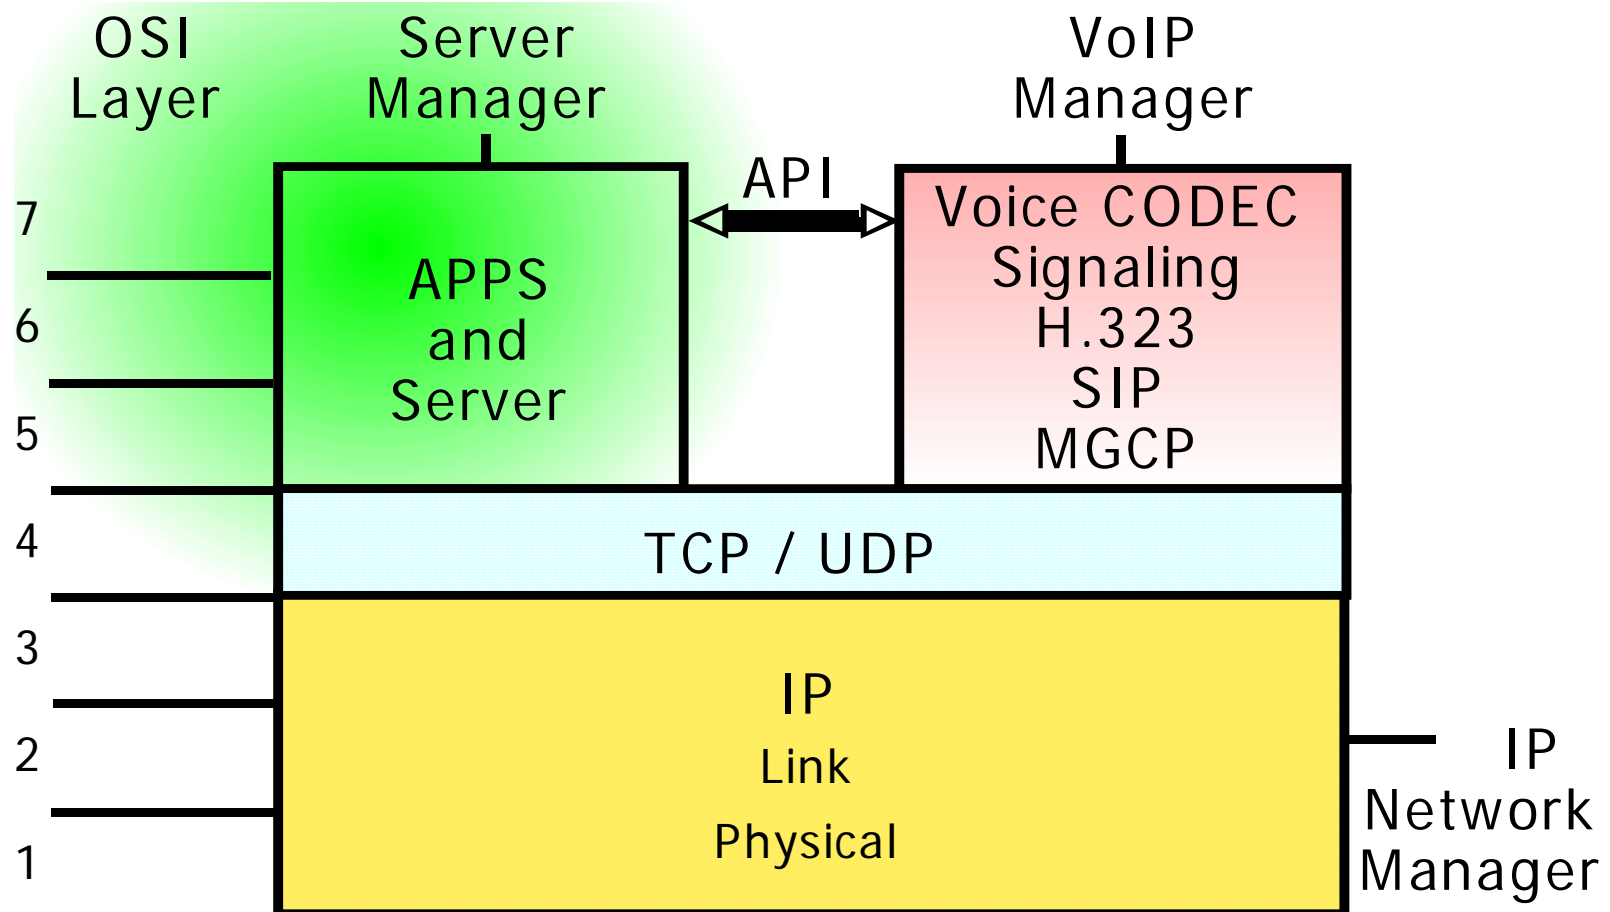 OSI
Layer
Server
Manager
VoIP
Manager
API
7
6
5
4
3
2
1
APPS
and
Server
Voice CODEC
Signaling
H.323
SIP
MGCP
TCP / UDP
IP
Link
Physical
IP
Network
Manager